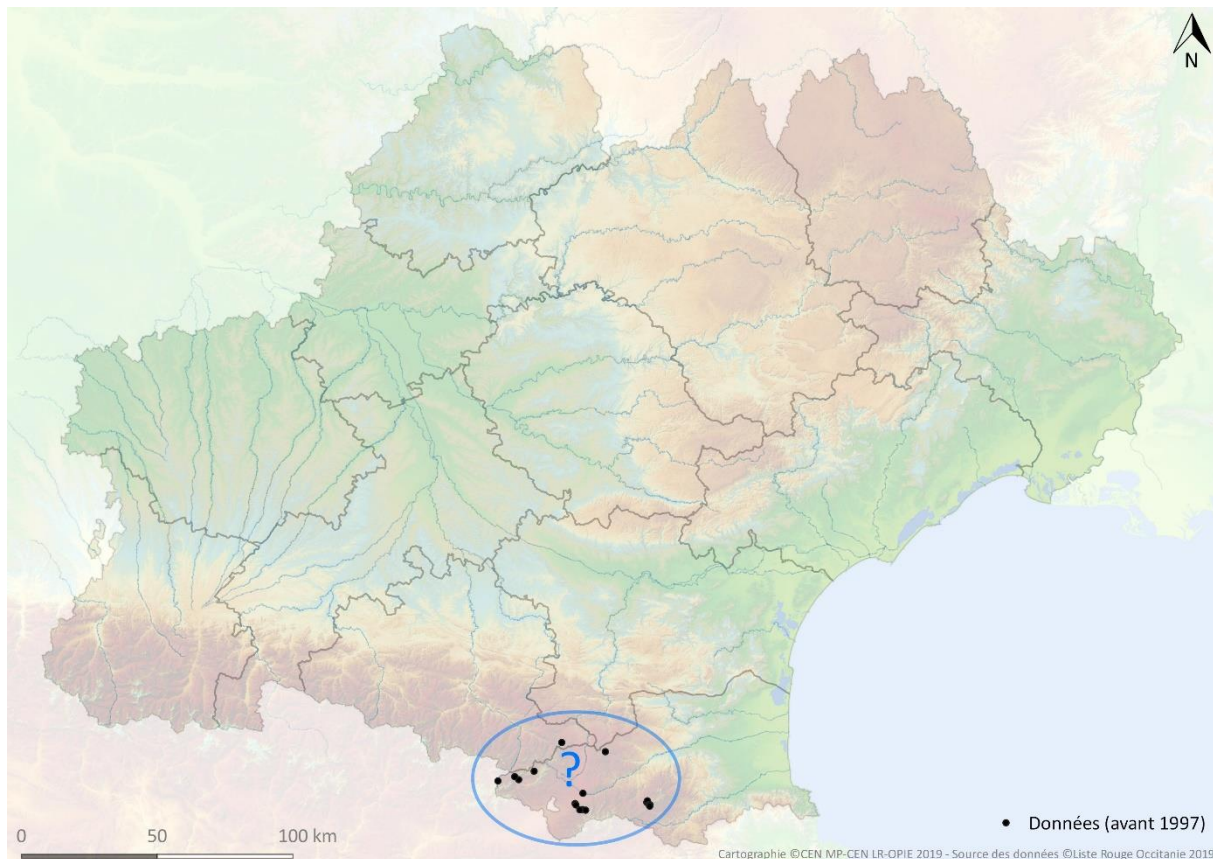 N
?
0 50 100 km
Données (avant 1997)
Cartographie ©CEN MP-CEN LR-OPIE 2019 - Source des données ©Liste Rouge Occitanie 2019